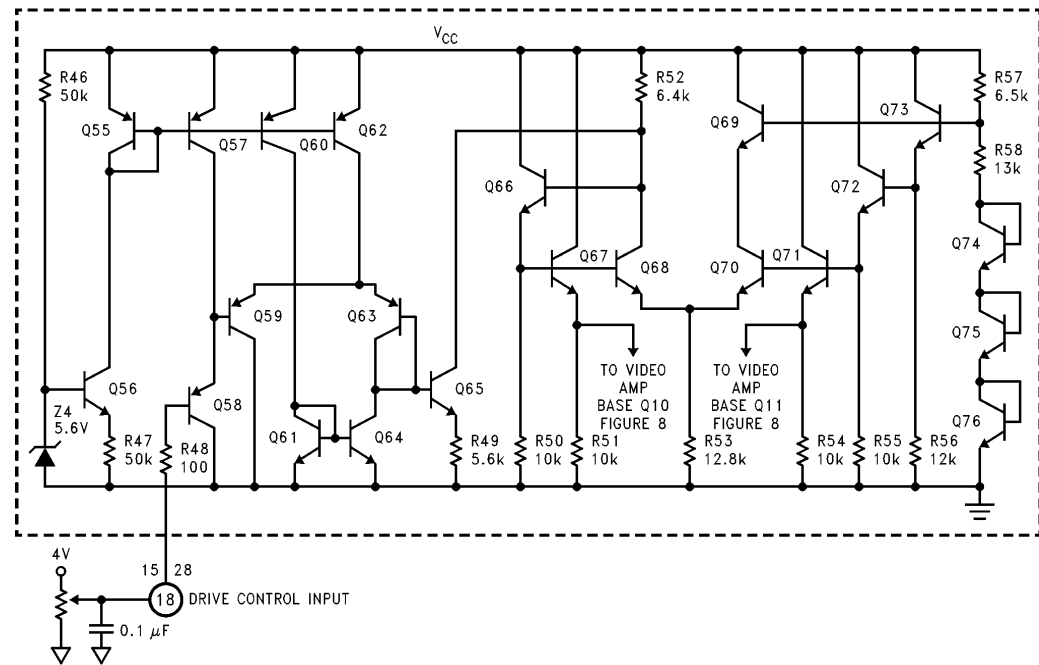 VCC
R46
50k
Q55
Q57
Q60
Q62
R52
6.4k
Q69
Q73
R57
6.5k
R58
13k
Q66
Q72
Q67
Q68
Q70
Q71
Q74
Q59
Q63
Q75
Q56
Q58
Q65
TO VIDEO
AMP
BASE Q10
FIGURE 8
TO VIDEO
AMP
BASE Q11
FIGURE 8
Q76
Z4
5.6V
R47
50k
R48
100
Q61
Q64
R49
5.6k
R50
10k
R51
10k
R53
12.8k
R54
10k
R55
10k
R56
12k
4V
15 28
18 DRIVE CONTROL INPUT
0.1 μF